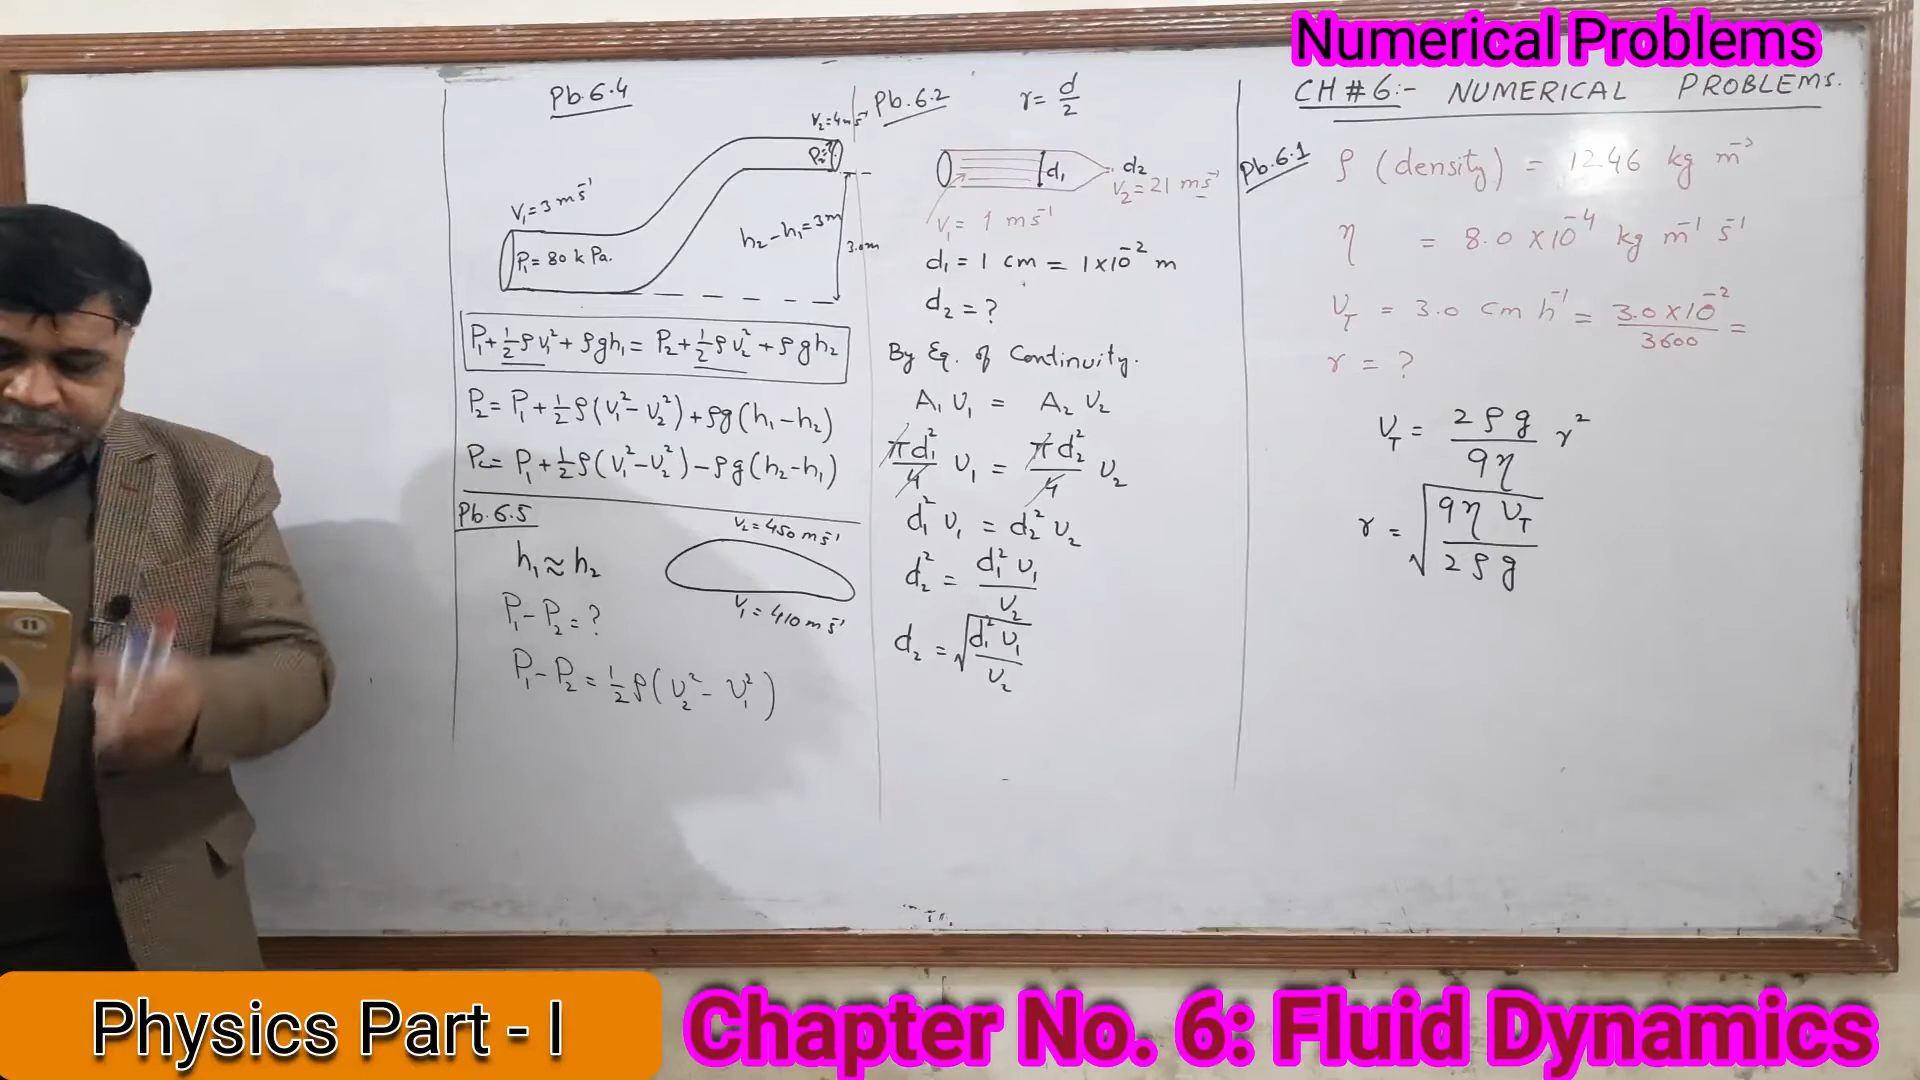 Numerical Problems
CH # 6:- NUMERICAL PROBLEMS.
Pb.6.4
V₂=4ms⁻¹
P₂=?
V₁=3ms⁻¹
P₁= 80 k Pa.
h₂-h₁=3m
3.0m
P₁+½ρv₁²+ρgh₁ = P₂+½ρv₂²+ρgh₂
P₂= P₁+½ρ(v₁²-v₂²)+ρg(h₁-h₂)
P₂= P₁+½ρ(v₁²-v₂²)-ρg(h₂-h₁)
Pb.6.5
V₂=450ms⁻¹
h₁≈h₂
V₁=410ms⁻¹
P₁-P₂=?
P₁-P₂=½ρ(v₂²-v₁²)
Pb.6.2
r= d/2
d₁
d₂
V₂=21 ms⁻¹
V₁= 1 ms⁻¹
d₁= 1 cm = 1×10⁻² m
d₂=?
By Eq. of Continuity.
A₁ v₁ = A₂ v₂
πd₁²/4 v₁ = πd₂²/4 v₂
d₁² v₁ = d₂² v₂
d₂² = d₁² v₁/v₂
d₂ = √(d₁² v₁/v₂)
Pb.6.1
ρ (density) = 1246 kg m⁻³
η = 8.0 ×10⁻⁴ kg m⁻¹ s⁻¹
v_T = 3.0 cm h⁻¹ = 3.0×10⁻²/3600 =
r = ?
v_T = 2ρg/9η r²
r = √(9η v_T/2ρg)
11
Physics Part - I
Chapter No. 6: Fluid Dynamics